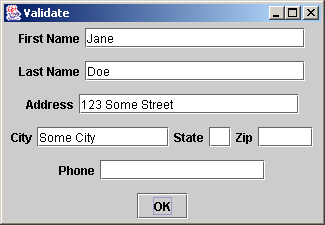 Validate
First Name Jane
Last Name Doe
Address 123 Some Street
City Some City State Zip
Phone
OK